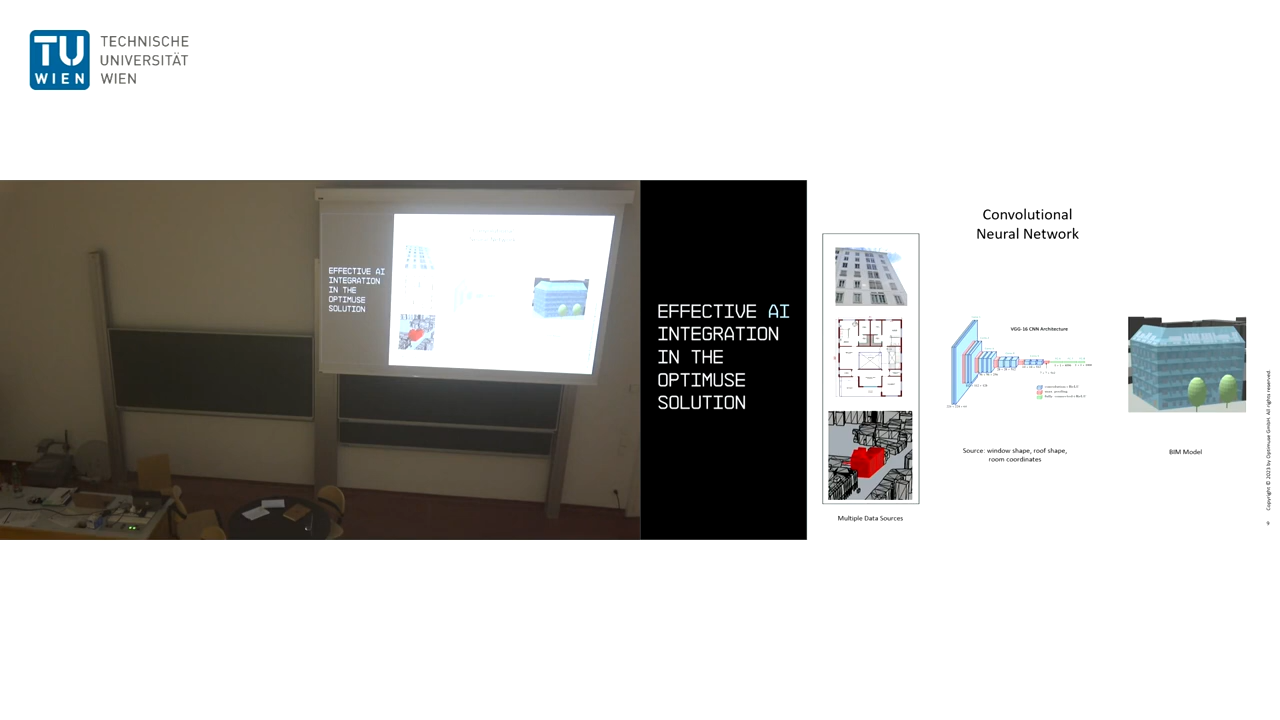 TU
WIEN
TECHNISCHE
UNIVERSITÄT
WIEN
EFFECTIVE AI
INTEGRATION
IN THE
OPTIMUSE
SOLUTION
EFFECTIVE AI
INTEGRATION
IN THE
OPTIMUSE
SOLUTION
Convolutional
Neural Network
Multiple Data Sources
VGG-16 CNN Architecture
Source: window shape, roof shape,
room coordinates
BIM Model
Copyright © 2023 by Optimuse GmbH. All rights reserved.
9